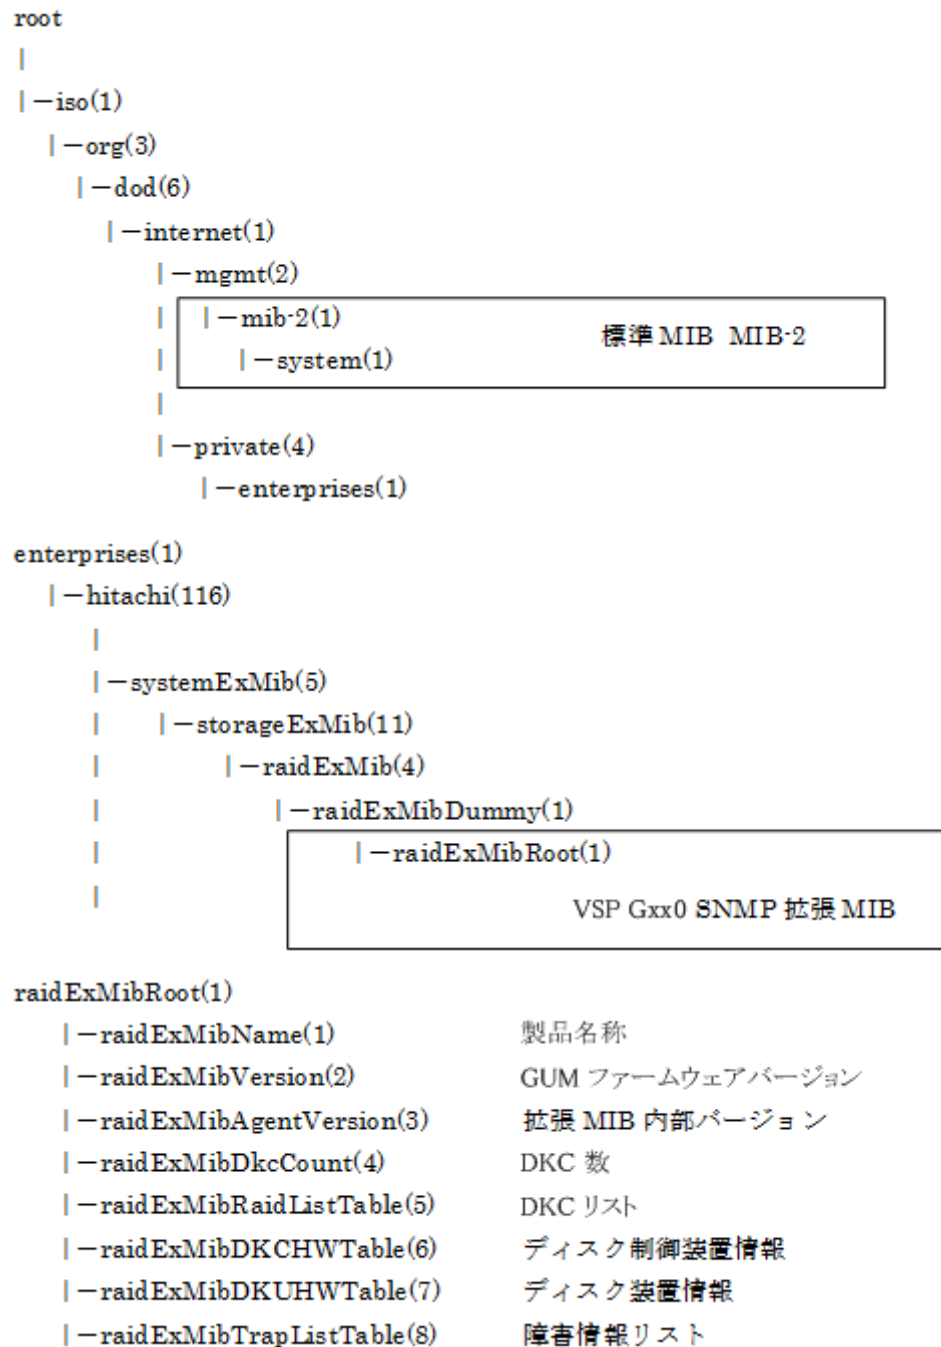 root
|
|－iso(1)
|－org(3)
|－dod(6)
|－internet(1)
|－mgmt(2)
| |－mib-2(1) 標準 MIB MIB-2
| |－system(1)
|
|－private(4)
|－enterprises(1)
enterprises(1)
|－hitachi(116)
|
|－systemExMib(5)
| |－storageExMib(11)
| |－raidExMib(4)
| |－raidExMibDummy(1)
| |－raidExMibRoot(1)
| VSP Gxx0 SNMP 拡張 MIB
raidExMibRoot(1)
|－raidExMibName(1) 製品名称
|－raidExMibVersion(2) GUM ファームウェアバージョン
|－raidExMibAgentVersion(3) 拡張 MIB 内部バージョン
|－raidExMibDkcCount(4) DKC 数
|－raidExMibRaidListTable(5) DKC リスト
|－raidExMibDKCHWTable(6) ディスク制御装置情報
|－raidExMibDKUHWTable(7) ディスク装置情報
|－raidExMibTrapListTable(8) 障害情報リスト